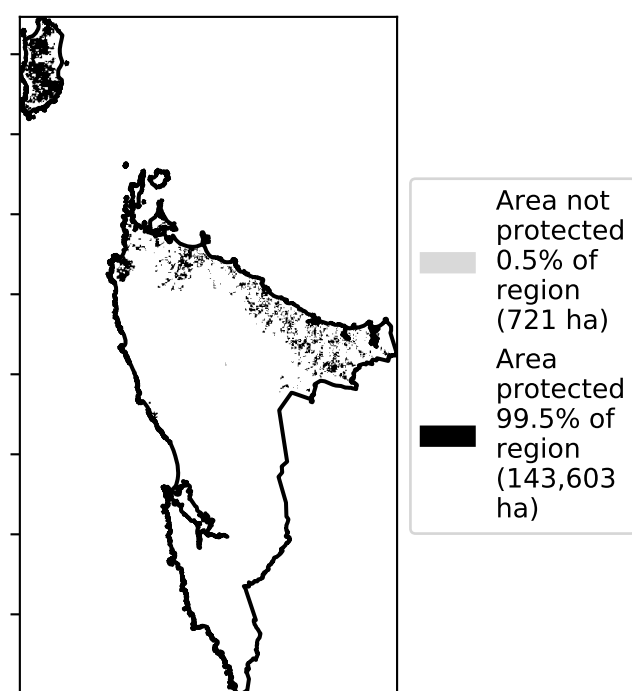 Area not
protected
0.5% of
region
(721 ha)
Area
protected
99.5% of
region
(143,603
ha)